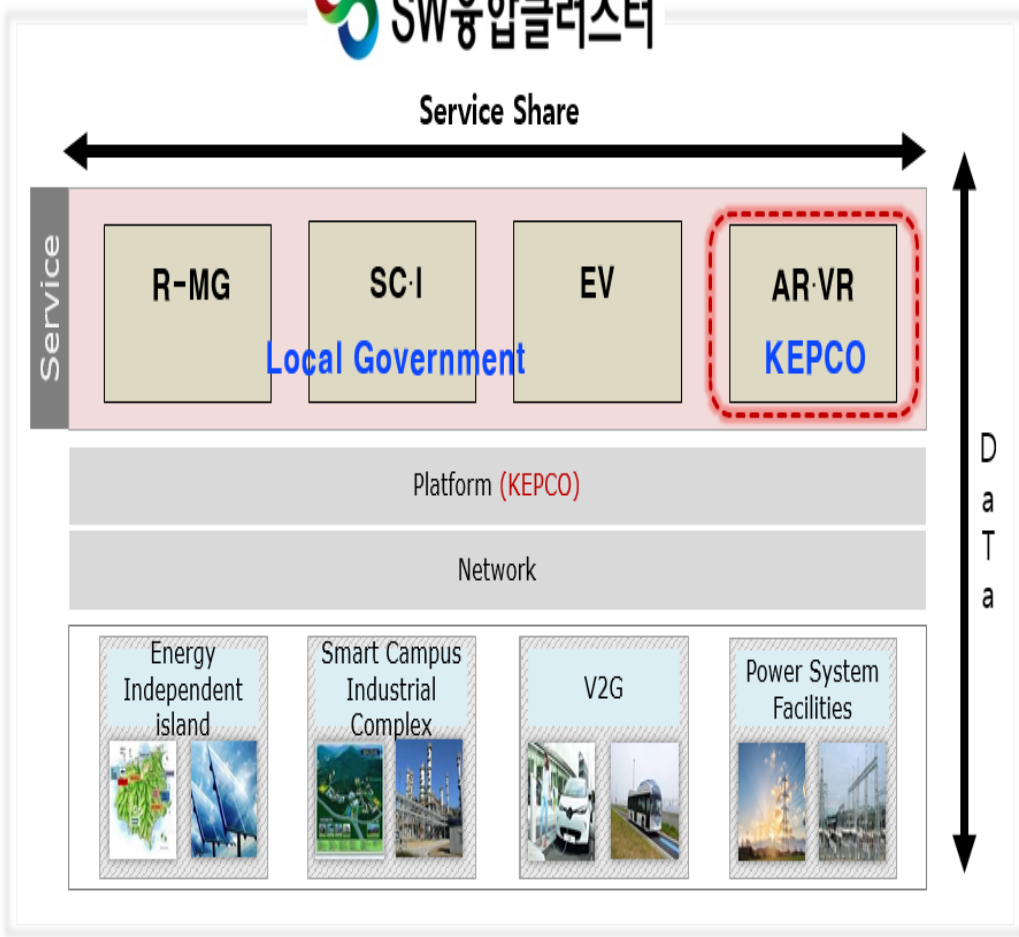 SW융합클러스터
Service Share
Service
R-MG
SC·I
EV
AR·VR
Local Government
KEPCO
Platform (KEPCO)
Network
Energy
Independent
island
Smart Campus
Industrial
Complex
V2G
Power System
Facilities
D
a
T
a